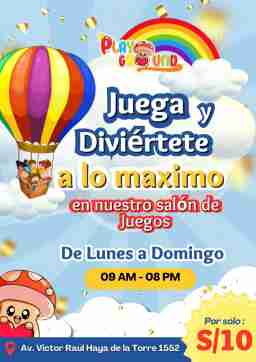 PLAY
GROUND
Juega y
Diviértete
a lo maximo
en nuestro salón de
Juegos
De Lunes a Domingo
09 AM - 08 PM
Por solo :
S/10
Av. Victor Raul Haya de la Torre 1552